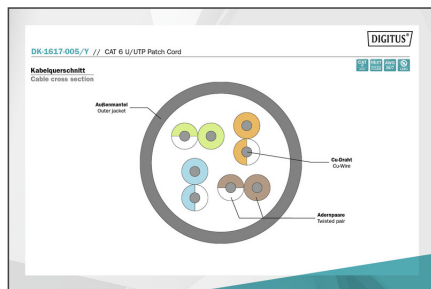 DIGITUS®
DK-1617-005/Y // CAT 6 U/UTP Patch Cord
Kabelquerschnitt
Cable cross section
Außenmantel
Outer jacket
Cu-Draht
Cu-Wire
Adernpaare
Twisted pair